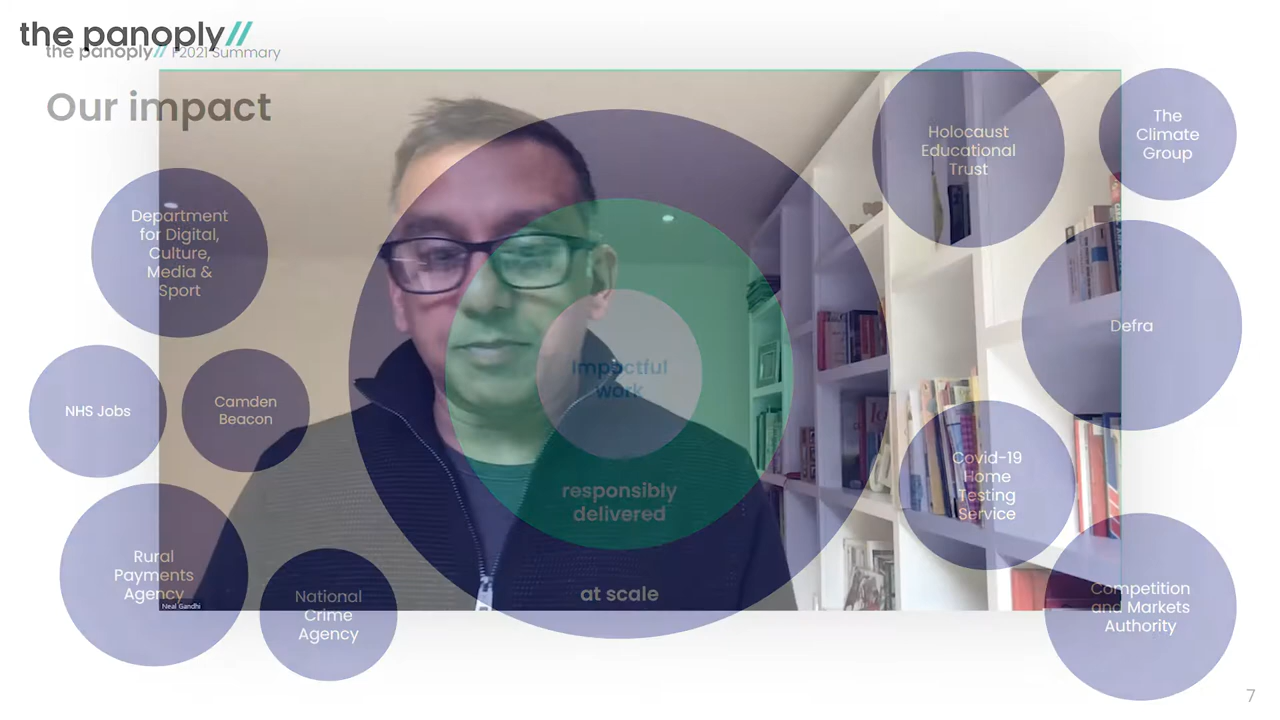 the panoply//
the panoply// F2021 Summary
Our impact
Department
for Digital,
Culture,
Media &
Sport
NHS Jobs
Camden
Beacon
Rural
Payments
Agency
National
Crime
Agency
Neal Gandhi
Impactful
work
responsibly
delivered
at scale
Holocaust
Educational
Trust
The
Climate
Group
Defra
Covid-19
Home
Testing
Service
Competition
and Markets
Authority
7